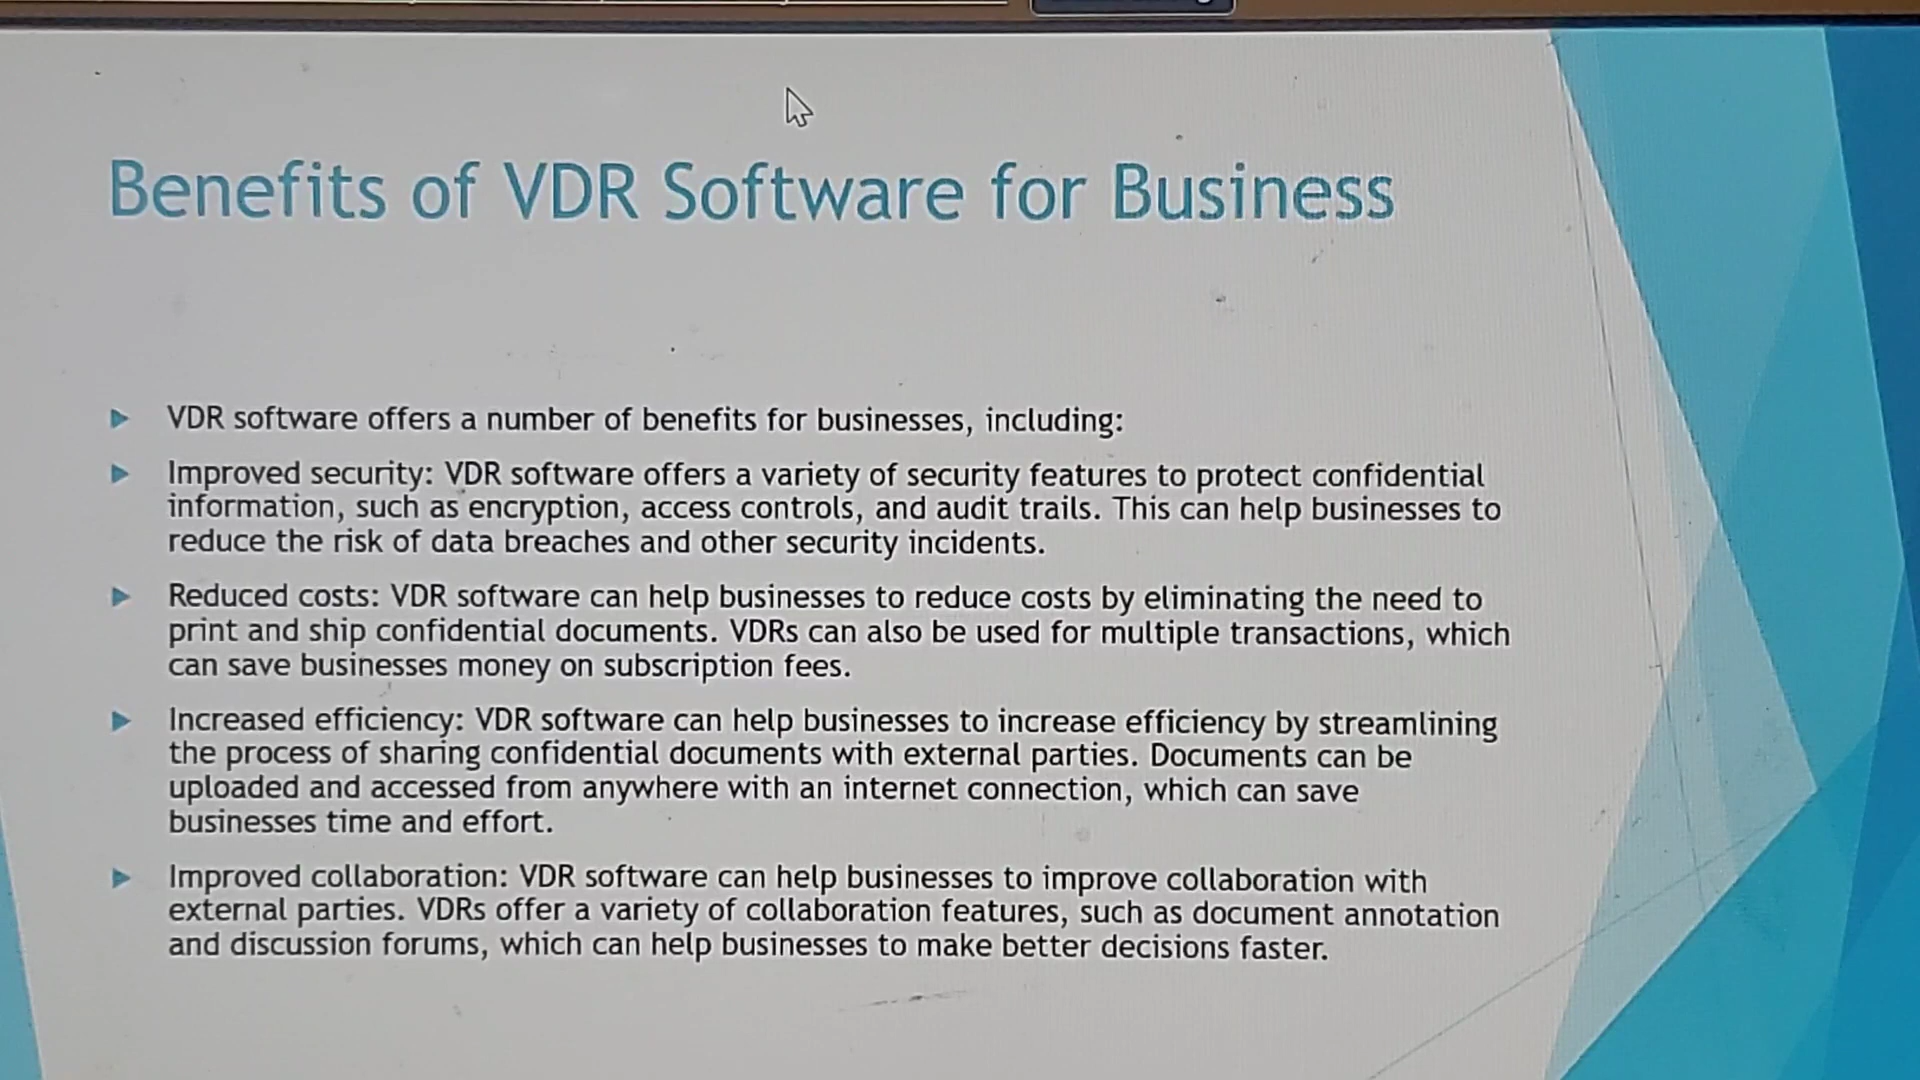 Benefits of VDR Software for Business
VDR software offers a number of benefits for businesses, including:
Improved security: VDR software offers a variety of security features to protect confidential
information, such as encryption, access controls, and audit trails. This can help businesses to
reduce the risk of data breaches and other security incidents.
Reduced costs: VDR software can help businesses to reduce costs by eliminating the need to
print and ship confidential documents. VDRs can also be used for multiple transactions, which
can save businesses money on subscription fees.
Increased efficiency: VDR software can help businesses to increase efficiency by streamlining
the process of sharing confidential documents with external parties. Documents can be
uploaded and accessed from anywhere with an internet connection, which can save
businesses time and effort.
Improved collaboration: VDR software can help businesses to improve collaboration with
external parties. VDRs offer a variety of collaboration features, such as document annotation
and discussion forums, which can help businesses to make better decisions faster.